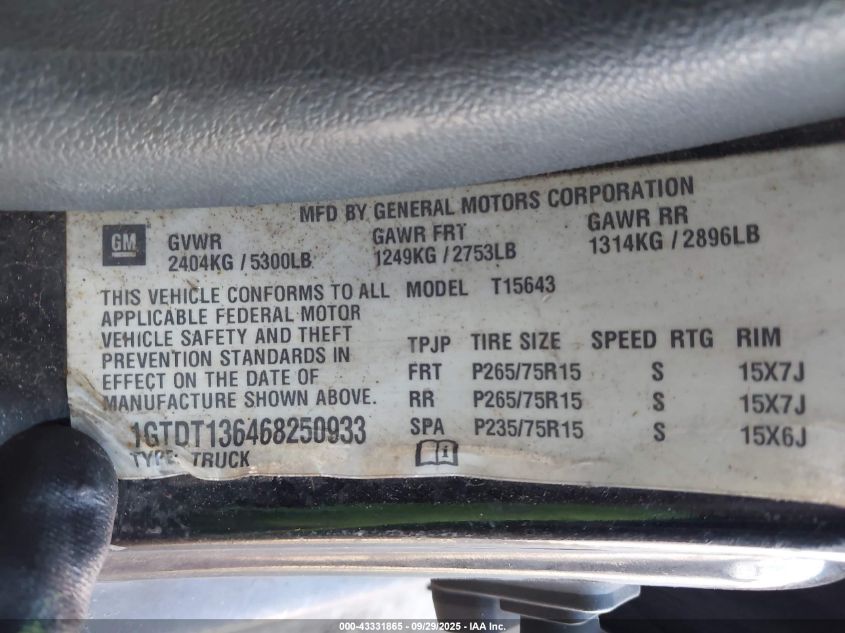 MFD BY GENERAL MOTORS CORPORATION
GM
GVWR GAWR FRT GAWR RR
2404KG / 5300LB 1249KG / 2753LB 1314KG / 2896LB
THIS VEHICLE CONFORMS TO ALL MODEL T15643
APPLICABLE FEDERAL MOTOR
VEHICLE SAFETY AND THEFT TPJP TIRE SIZE SPEED RTG RIM
PREVENTION STANDARDS IN FRT P265/75R15 S 15X7J
EFFECT ON THE DATE OF RR P265/75R15 S 15X7J
MANUFACTURE SHOWN ABOVE. SPA P235/75R15 S 15X6J
1GTDT136468250933
TYPE: TRUCK
000-43331865 - 09/29/2025 - IAA Inc.